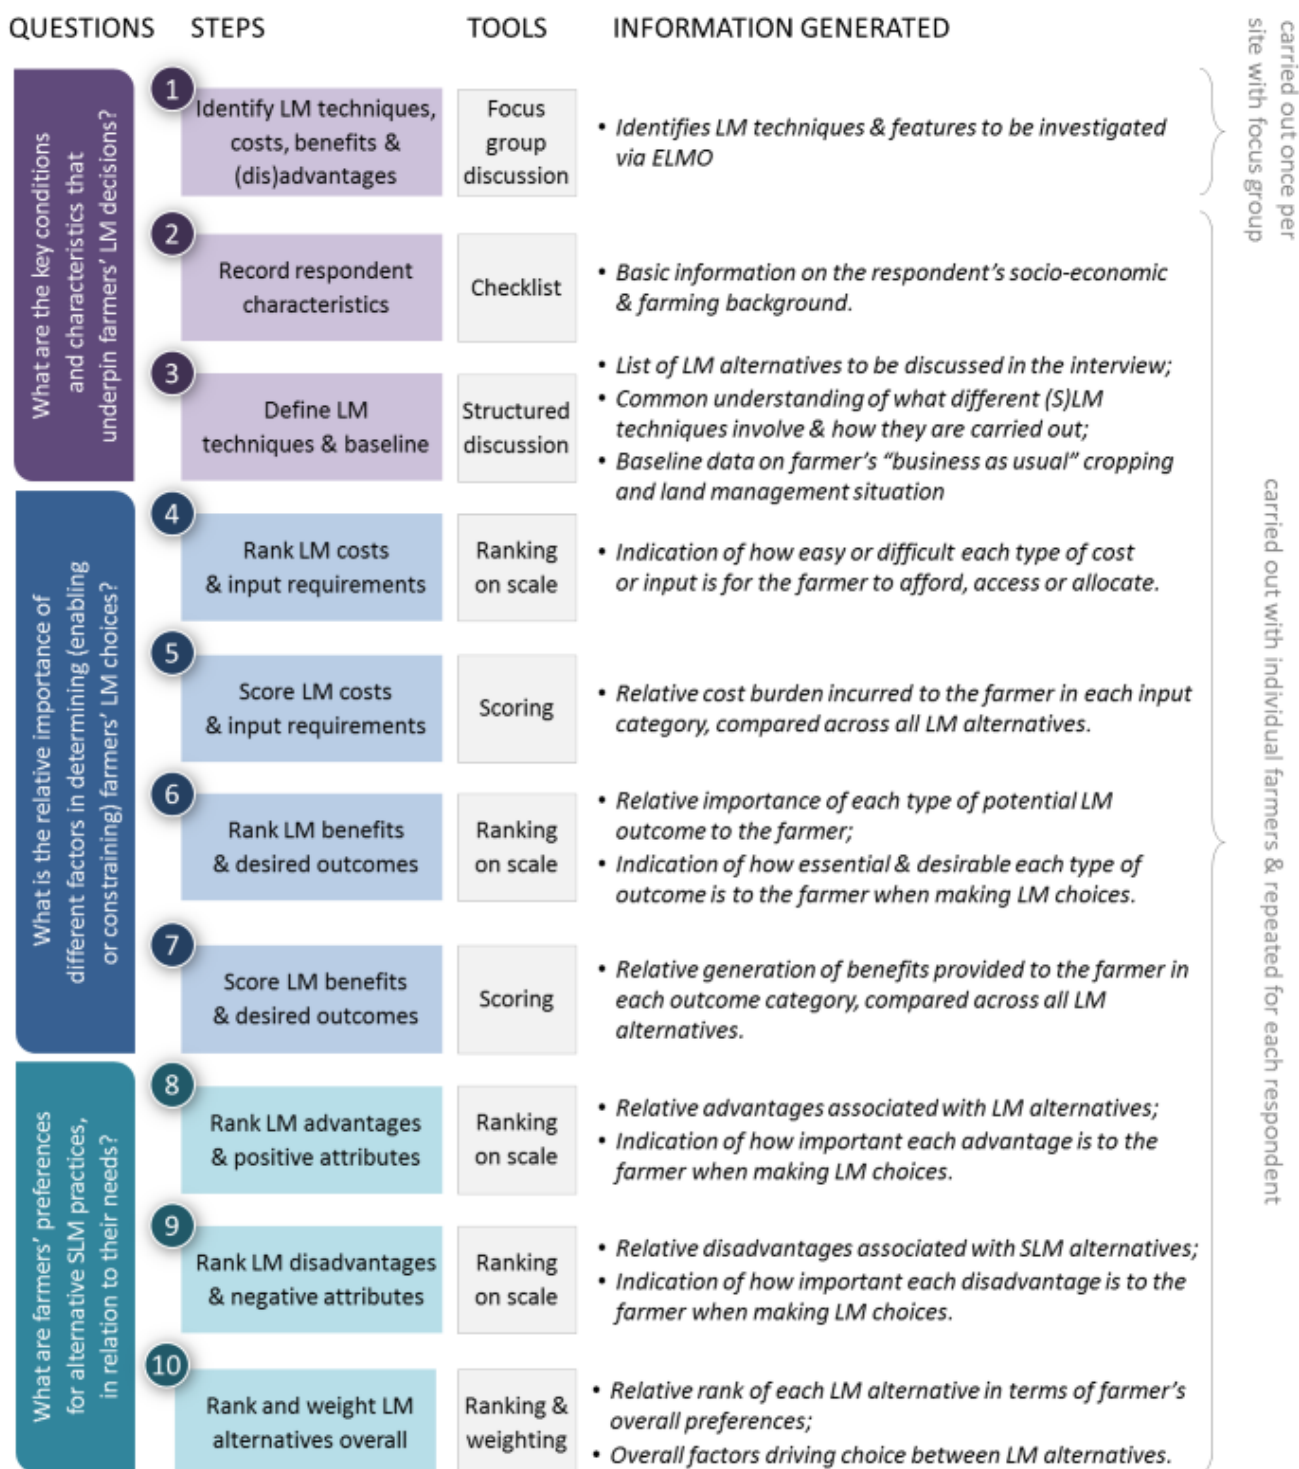 QUESTIONS STEPS TOOLS INFORMATION GENERATED
carried out once per
site with focus group
What are the key conditions
and characteristics that
underpin farmers' LM decisions?
1
Identify LM techniques,
costs, benefits &
(dis)advantages
Focus
group
discussion
• Identifies LM techniques & features to be investigated
via ELMO
2
Record respondent
characteristics
Checklist
• Basic information on the respondent's socio-economic
& farming background.
3
Define LM
techniques & baseline
Structured
discussion
• List of LM alternatives to be discussed in the interview;
• Common understanding of what different (S)LM
techniques involve & how they are carried out;
• Baseline data on farmer's “business as usual” cropping
and land management situation
carried out with individual farmers & repeated for each respondent
What is the relative importance of
different factors in determining (enabling
or constraining) farmers' LM choices?
4
Rank LM costs
& input requirements
Ranking
on scale
• Indication of how easy or difficult each type of cost
or input is for the farmer to afford, access or allocate.
5
Score LM costs
& input requirements
Scoring
• Relative cost burden incurred to the farmer in each input
category, compared across all LM alternatives.
6
Rank LM benefits
& desired outcomes
Ranking
on scale
• Relative importance of each type of potential LM
outcome to the farmer;
• Indication of how essential & desirable each type of
outcome is to the farmer when making LM choices.
7
Score LM benefits
& desired outcomes
Scoring
• Relative generation of benefits provided to the farmer in
each outcome category, compared across all LM
alternatives.
What are farmers' preferences
for alternative SLM practices,
in relation to their needs?
8
Rank LM advantages
& positive attributes
Ranking
on scale
• Relative advantages associated with LM alternatives;
• Indication of how important each advantage is to the
farmer when making LM choices.
9
Rank LM disadvantages
& negative attributes
Ranking
on scale
• Relative disadvantages associated with SLM alternatives;
• Indication of how important each disadvantage is to the
farmer when making LM choices.
10
Rank and weight LM
alternatives overall
Ranking &
weighting
• Relative rank of each LM alternative in terms of farmer's
overall preferences;
• Overall factors driving choice between LM alternatives.